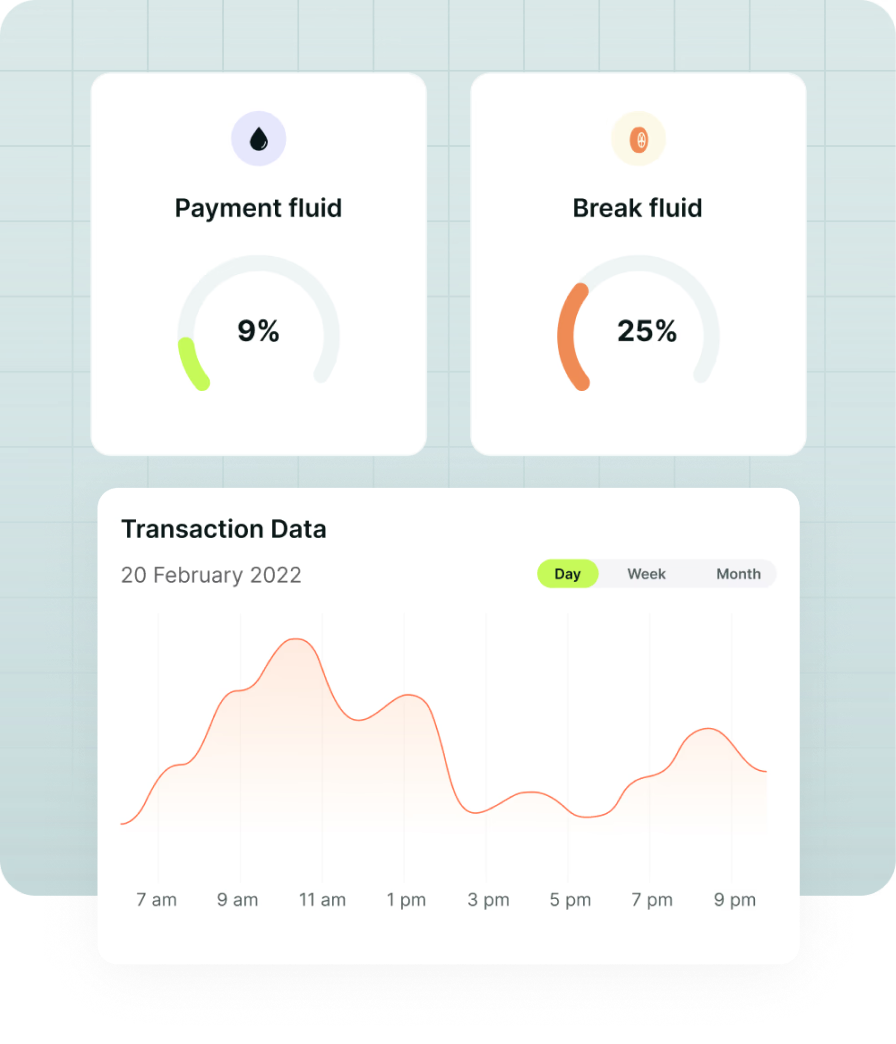 Payment fluid
Break fluid
9%
25%
Transaction Data
20 February 2022
Day Week Month
7 am 9 am 11 am 1 pm 3 pm 5 pm 7 pm 9 pm